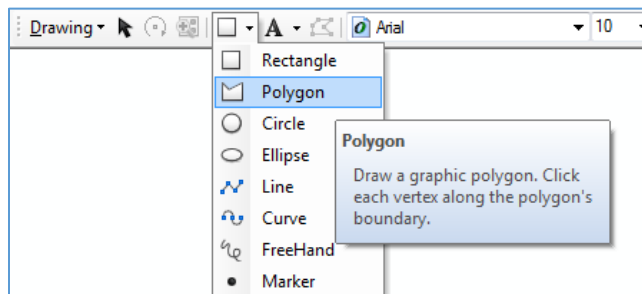 Drawing A Arial 10
Rectangle
Polygon
Circle
Ellipse
Line
Curve
FreeHand
Marker
Polygon
Draw a graphic polygon. Click
each vertex along the polygon's
boundary.